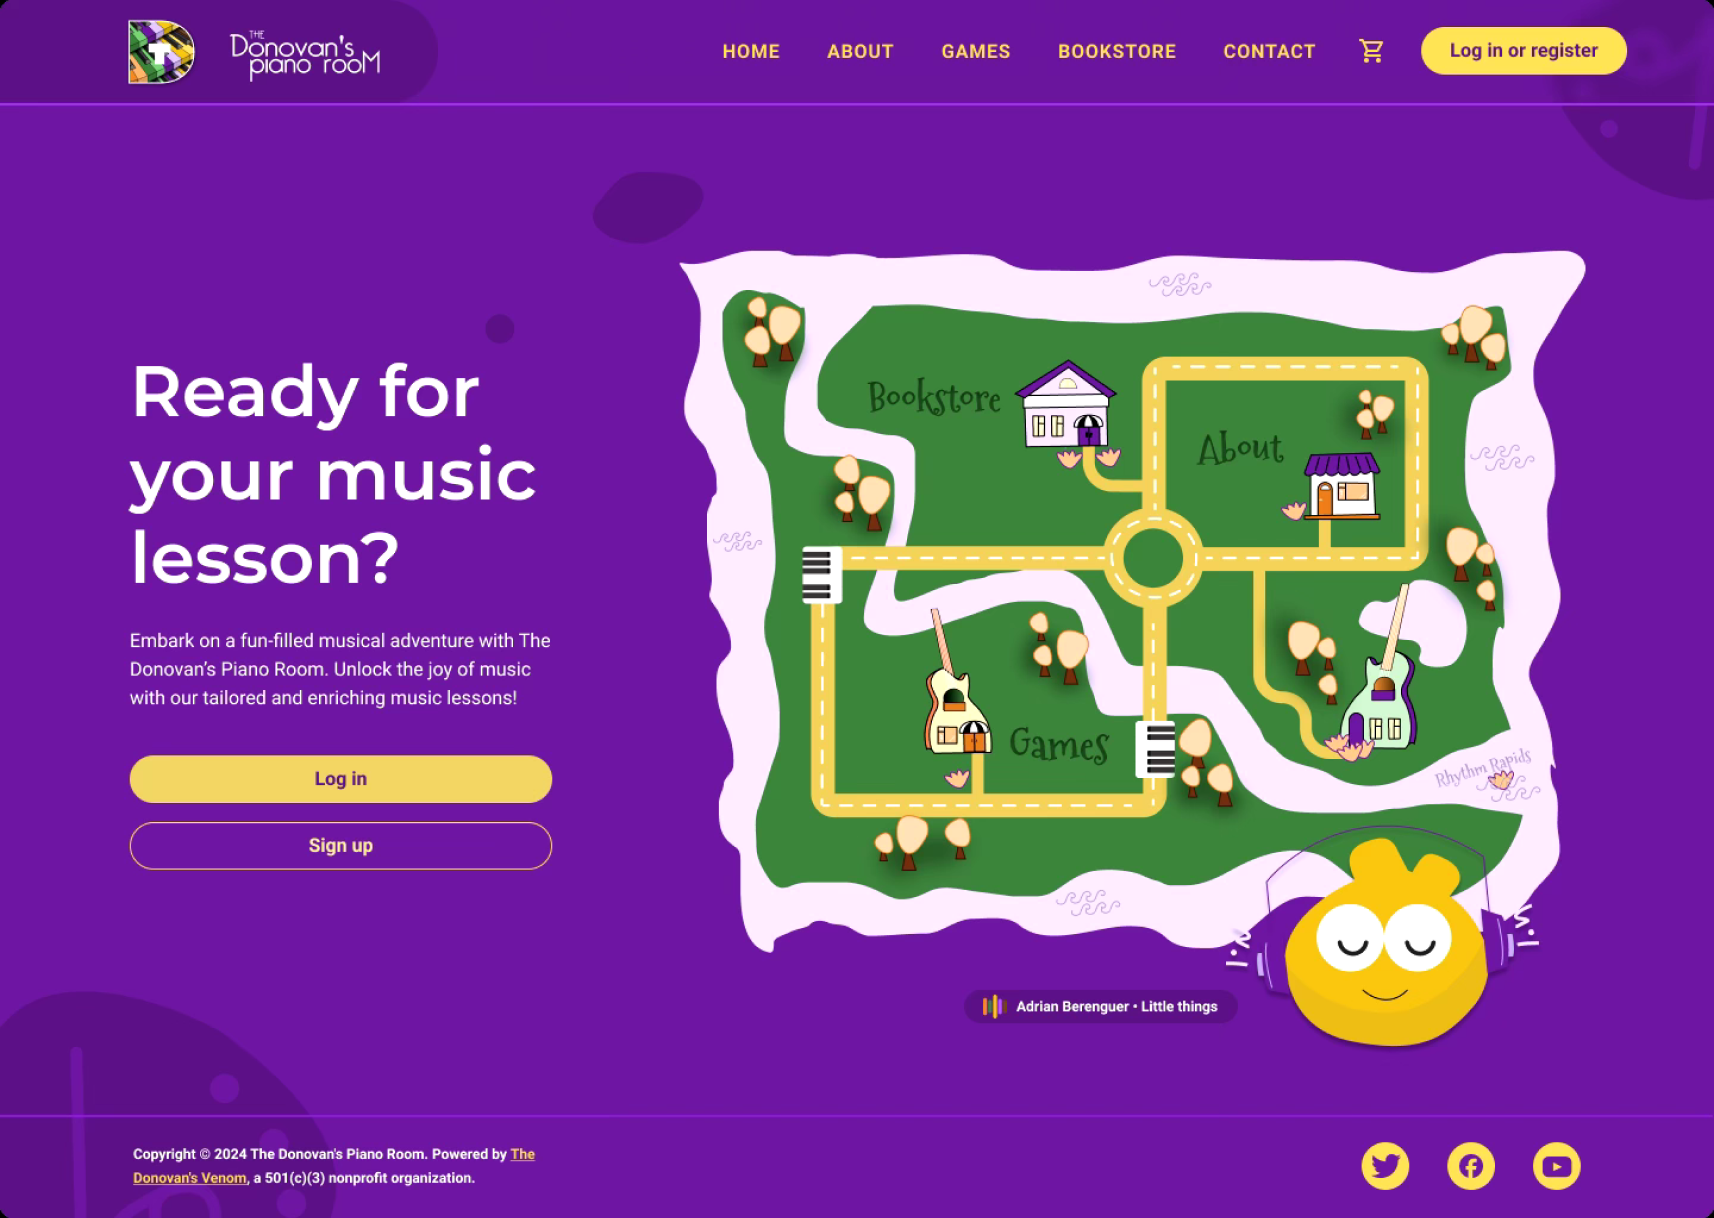 THE
Donovan's
piano rooM
HOME ABOUT GAMES BOOKSTORE CONTACT Log in or register
Ready for
your music
lesson?
Embark on a fun-filled musical adventure with The
Donovan’s Piano Room. Unlock the joy of music
with our tailored and enriching music lessons!
Log in
Sign up
Bookstore
About
Games
Rhythm Rapids
Adrian Berenguer • Little things
Copyright © 2024 The Donovan's Piano Room. Powered by The
Donovan's Venom, a 501(c)(3) nonprofit organization.